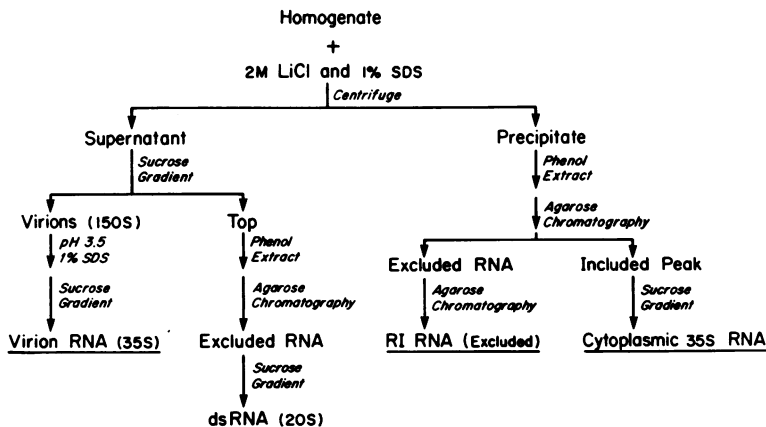 Homogenate
+
2M LiCl and 1% SDS
Centrifuge
Supernatant
Precipitate
Sucrose
Gradient
Phenol
Extract
Agarose
Chromatography
Virions (150S)
Top
pH 3.5
1% SDS
Phenol
Extract
Excluded RNA
Included Peak
Sucrose
Gradient
Agarose
Chromatography
Agarose
Chromatography
Sucrose
Gradient
Virion RNA (35S)
Excluded RNA
RI RNA (Excluded)
Cytoplasmic 35S RNA
Sucrose
Gradient
dsRNA (20S)